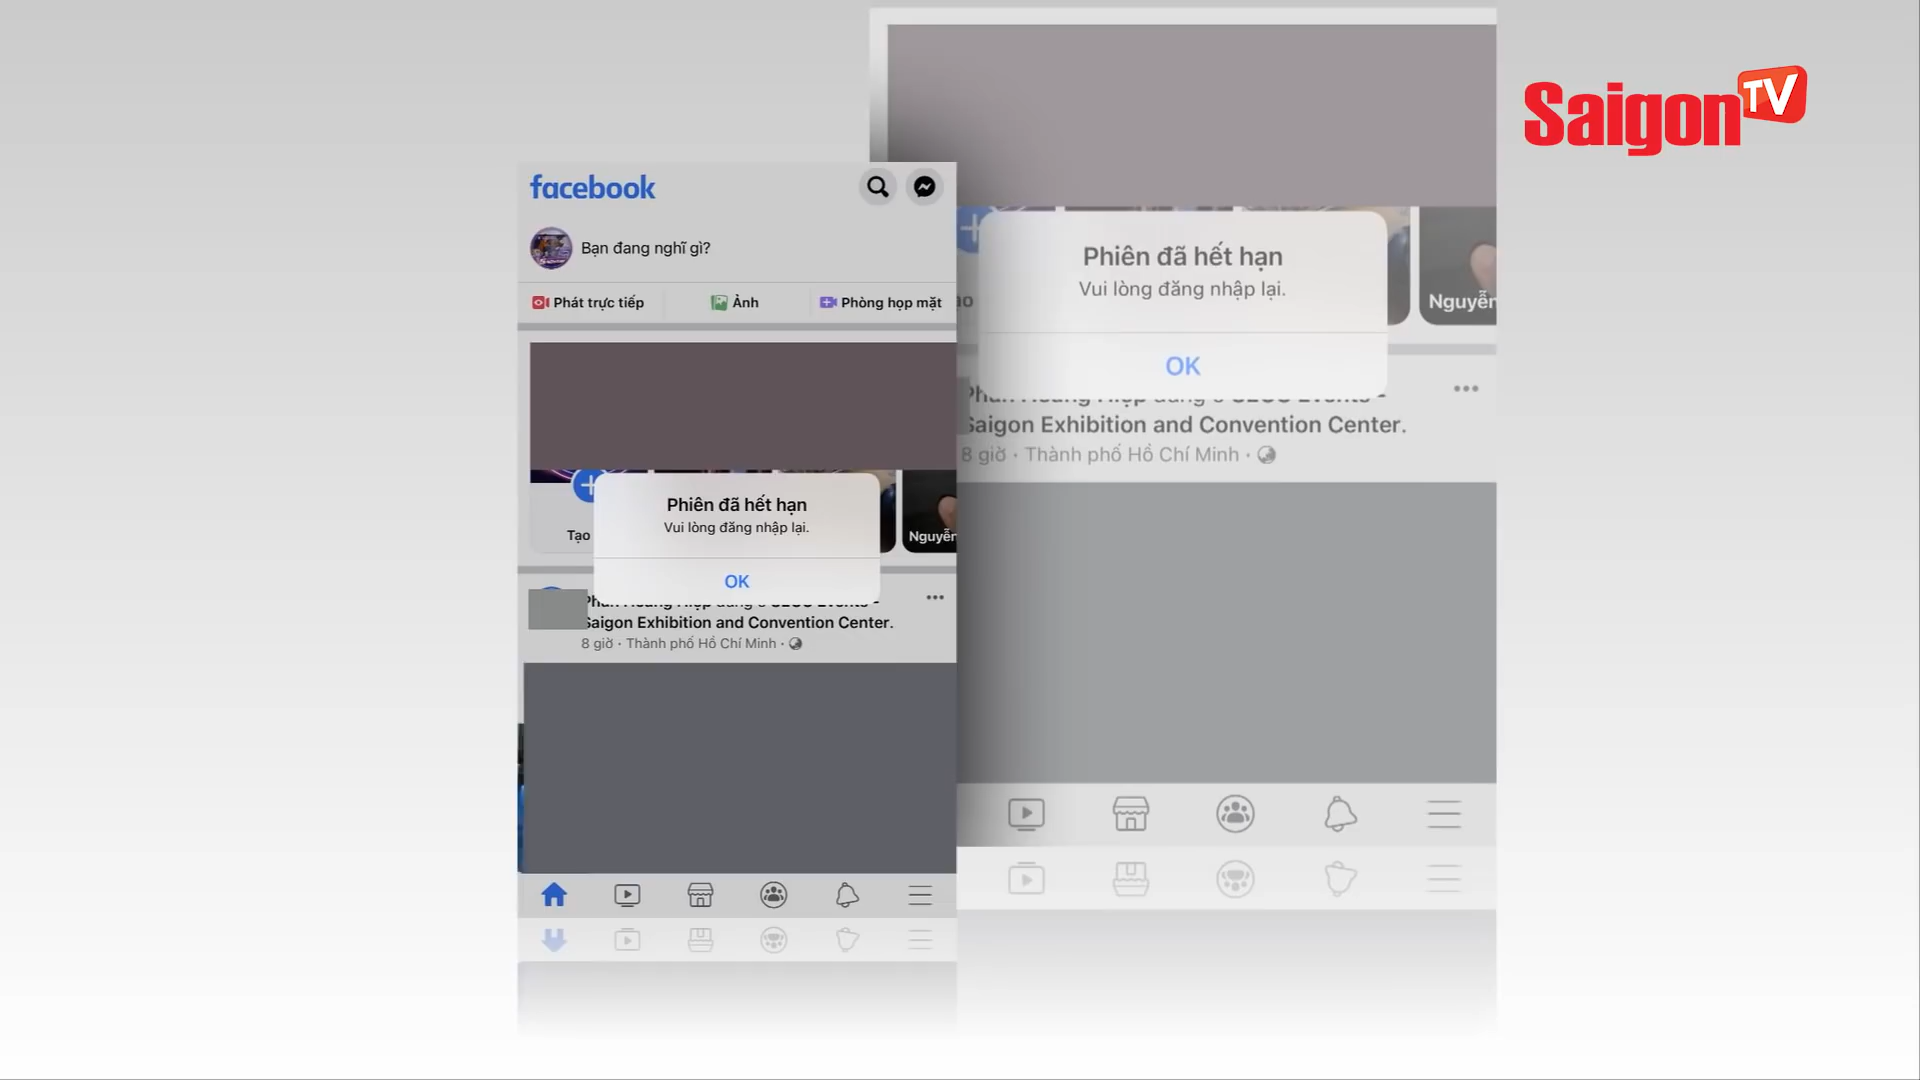 Saigon TV
facebook
Bạn đang nghĩ gì?
Phát trực tiếp
Ảnh
Phòng họp mặt
Phiên đã hết hạn
Vui lòng đăng nhập lại.
OK
Tạo
Nguyễn
Saigon Exhibition and Convention Center.
8 giờ · Thành phố Hồ Chí Minh ·
Phiên đã hết hạn
Vui lòng đăng nhập lại.
OK
Nguyễn
Saigon Exhibition and Convention Center.
8 giờ · Thành phố Hồ Chí Minh ·